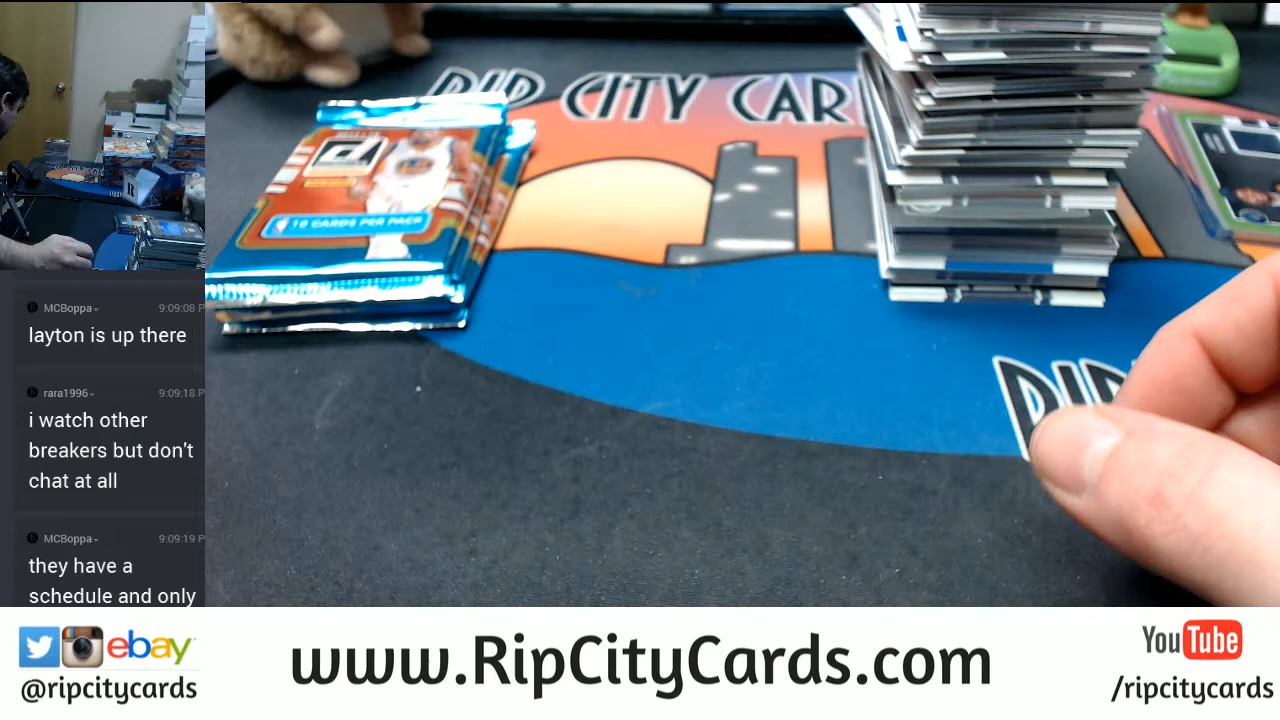 RIP CITY CAR
10 CARDS PER PACK
MCBoppa
9:09:08 P
layton is up there
rara1996
9:09:18 P
i watch other
breakers but don't
chat at all
MCBoppa
9:09:19 P
they have a
schedule and only
RIP
ebay
@ripcitycards
www.RipCityCards.com
YouTube
/ripcitycards